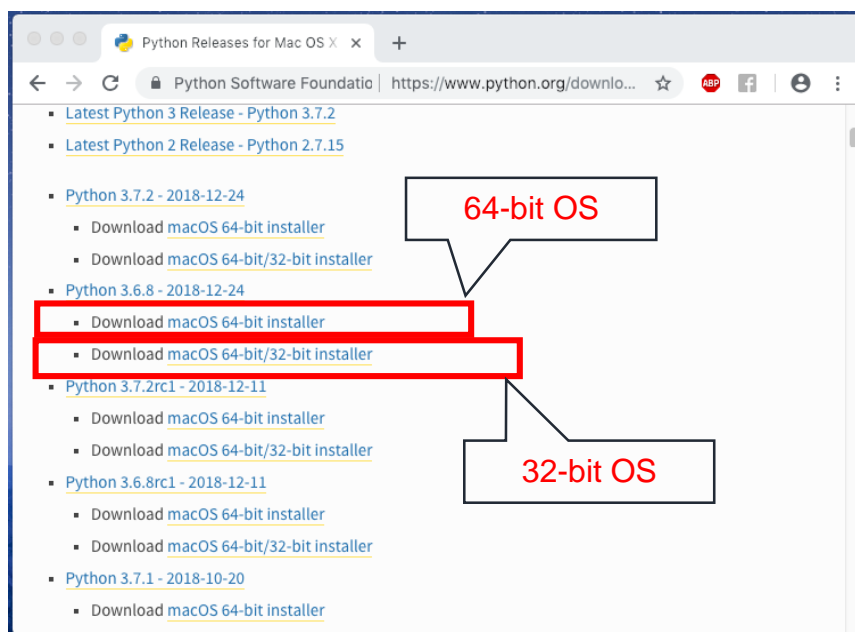 Python Releases for Mac OS X
Python Software Foundatio | https://www.python.org/downlo...
ABP
Latest Python 3 Release - Python 3.7.2
Latest Python 2 Release - Python 2.7.15
Python 3.7.2 - 2018-12-24
64-bit OS
Download macOS 64-bit installer
Download macOS 64-bit/32-bit installer
Python 3.6.8 - 2018-12-24
Download macOS 64-bit installer
Download macOS 64-bit/32-bit installer
Python 3.7.2rc1 - 2018-12-11
Download macOS 64-bit installer
Download macOS 64-bit/32-bit installer
32-bit OS
Python 3.6.8rc1 - 2018-12-11
Download macOS 64-bit installer
Download macOS 64-bit/32-bit installer
Python 3.7.1 - 2018-10-20
Download macOS 64-bit installer